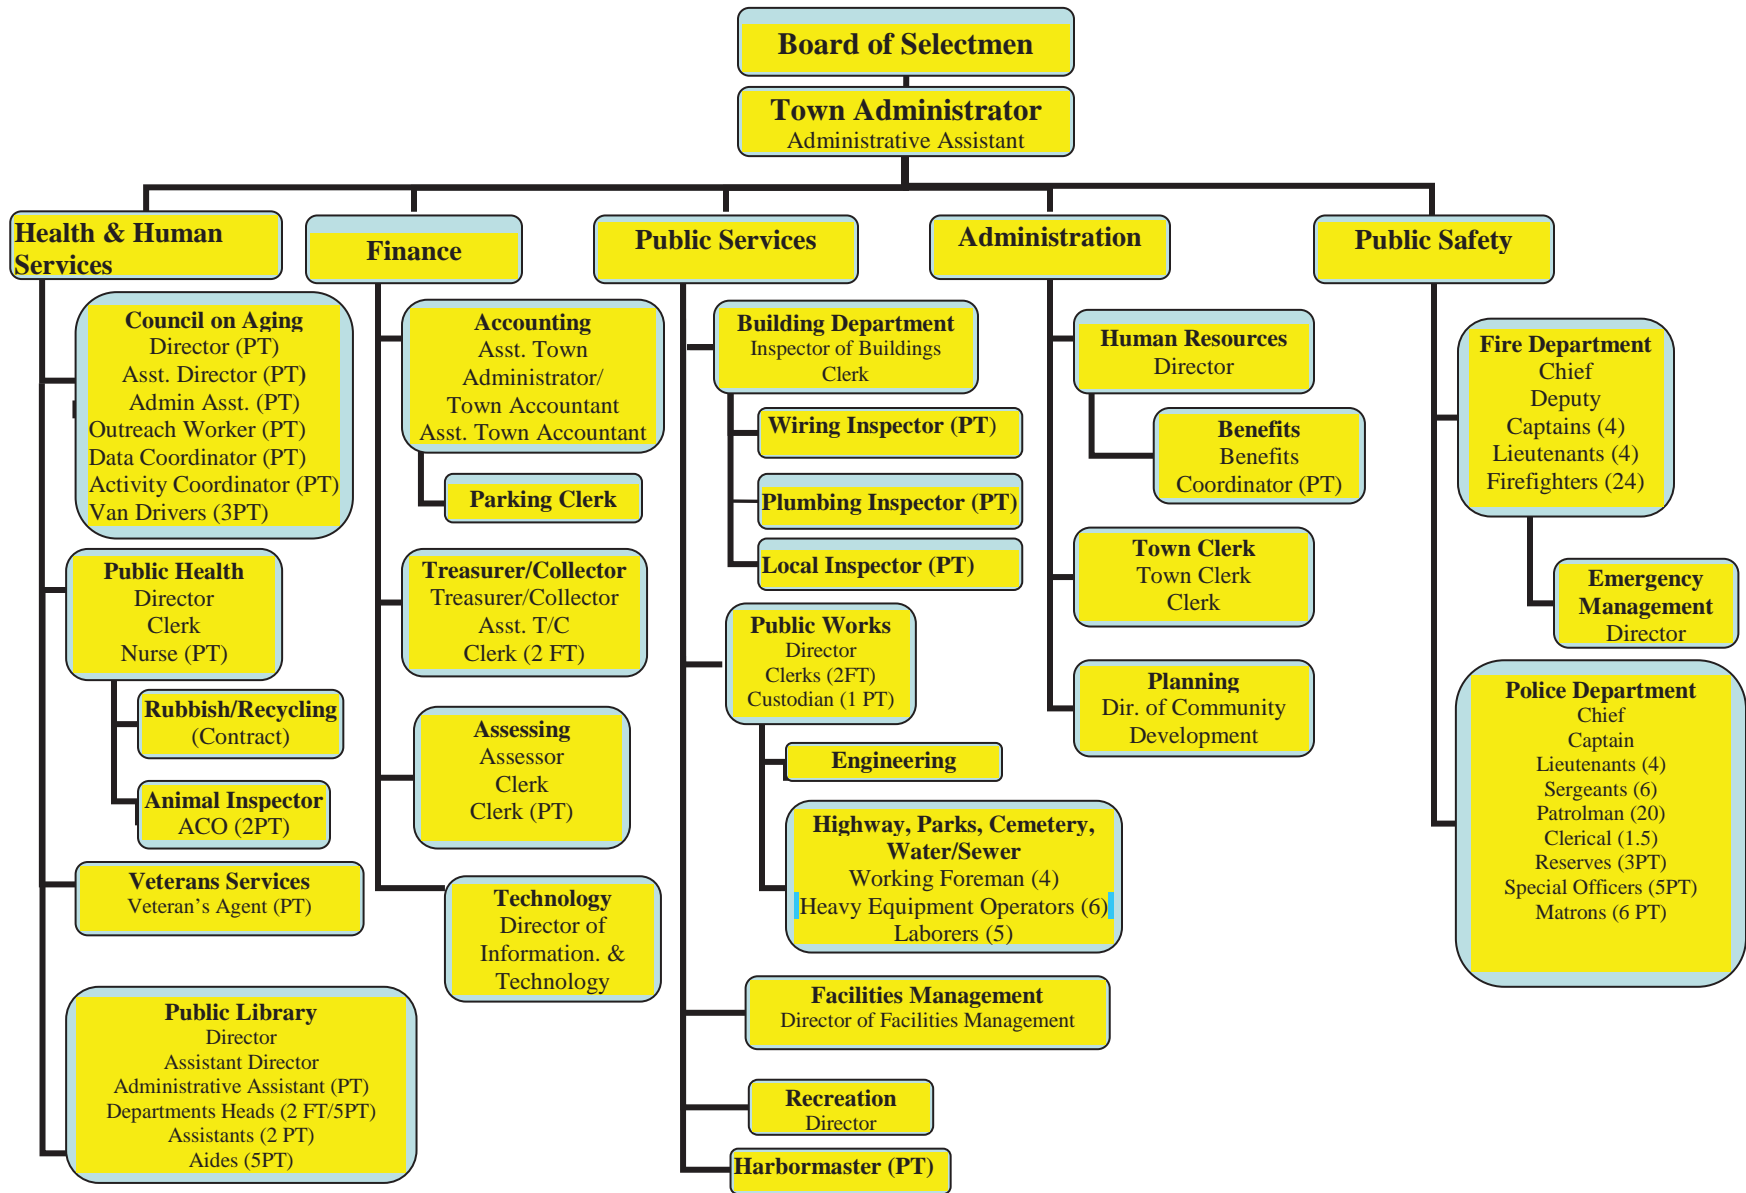 Board of Selectmen
Town Administrator
Administrative Assistant
Health & Human
Services
Council on Aging
Director (PT)
Asst. Director (PT)
Admin Asst. (PT)
Outreach Worker (PT)
Data Coordinator (PT)
Activity Coordinator (PT)
Van Drivers (3PT)
Public Health
Director
Clerk
Nurse (PT)
Rubbish/Recycling
(Contract)
Animal Inspector
ACO (2PT)
Veterans Services
Veteran’s Agent (PT)
Public Library
Director
Assistant Director
Administrative Assistant (PT)
Departments Heads (2 FT/5PT)
Assistants (2 PT)
Aides (5PT)
Finance
Accounting
Asst. Town
Administrator/
Town Accountant
Asst. Town Accountant
Parking Clerk
Treasurer/Collector
Treasurer/Collector
Asst. T/C
Clerk (2 FT)
Assessing
Assessor
Clerk
Clerk (PT)
Technology
Director of
Information. &
Technology
Public Services
Building Department
Inspector of Buildings
Clerk
Wiring Inspector (PT)
Plumbing Inspector (PT)
Local Inspector (PT)
Public Works
Director
Clerks (2FT)
Custodian (1 PT)
Engineering
Highway, Parks, Cemetery,
Water/Sewer
Working Foreman (4)
Heavy Equipment Operators (6)
Laborers (5)
Facilities Management
Director of Facilities Management
Recreation
Director
Harbormaster (PT)
Administration
Human Resources
Director
Benefits
Benefits
Coordinator (PT)
Town Clerk
Town Clerk
Clerk
Planning
Dir. of Community
Development
Public Safety
Fire Department
Chief
Deputy
Captains (4)
Lieutenants (4)
Firefighters (24)
Emergency
Management
Director
Police Department
Chief
Captain
Lieutenants (4)
Sergeants (6)
Patrolman (20)
Clerical (1.5)
Reserves (3PT)
Special Officers (5PT)
Matrons (6 PT)